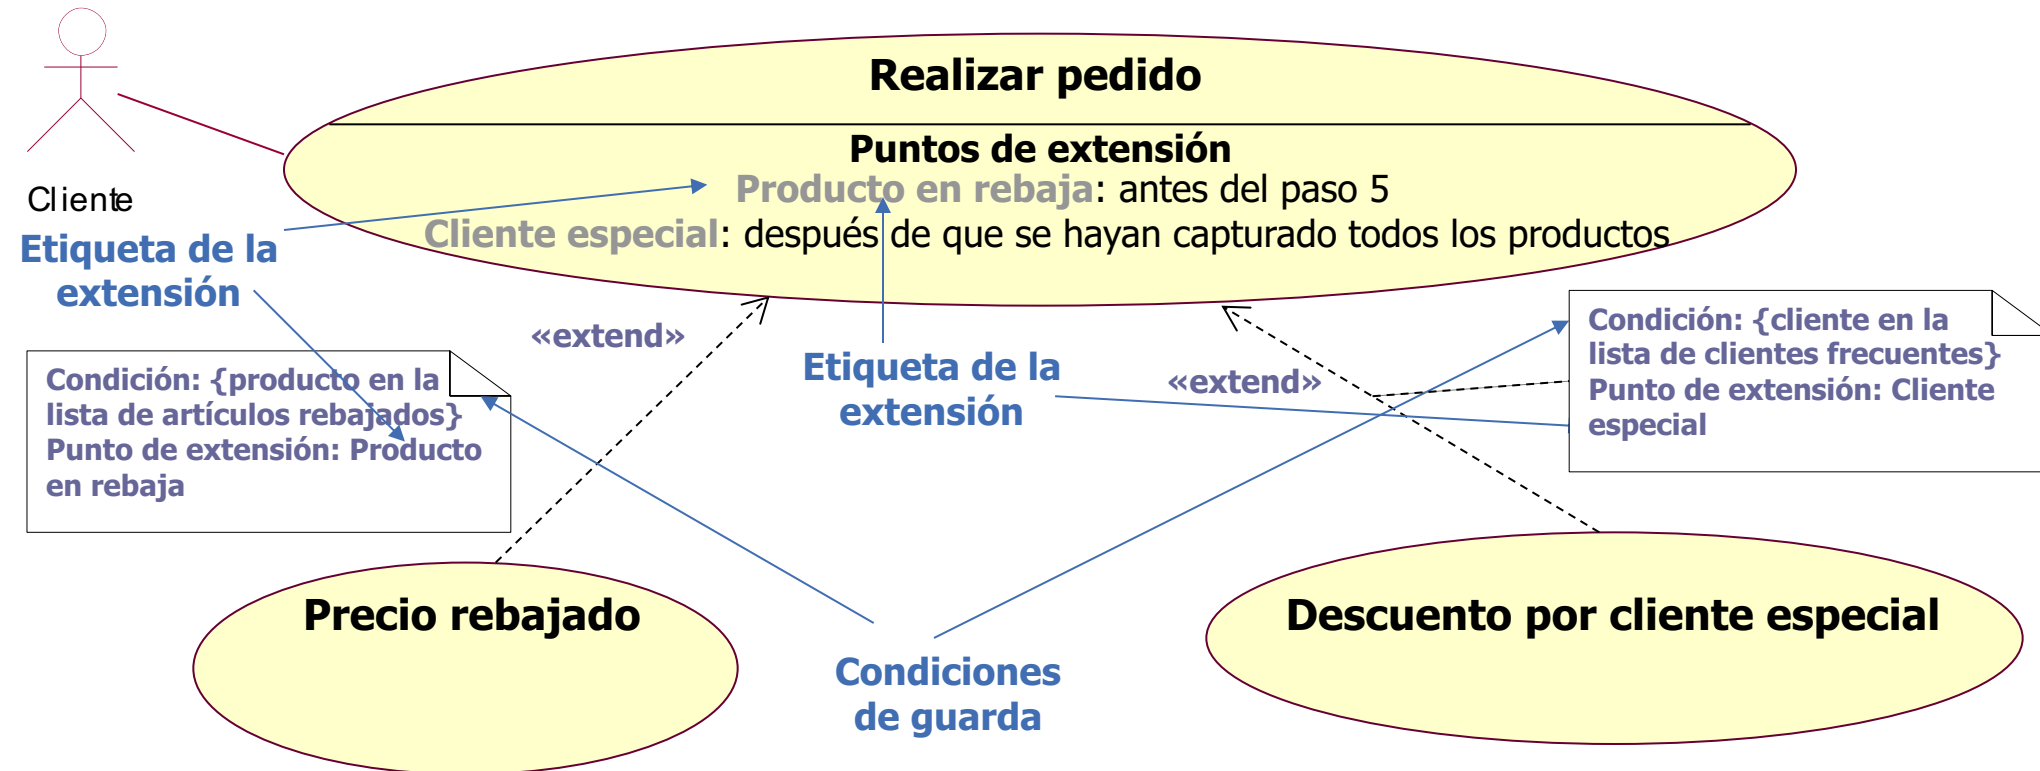 Realizar pedido
Puntos de extensión
Producto en rebaja: antes del paso 5
Cliente especial: después de que se hayan capturado todos los productos
Cliente
Etiqueta de la
extensión
«extend»
Condición: {producto en la
lista de artículos rebajados}
Punto de extensión: Producto
en rebaja
Etiqueta de la
extensión
«extend»
Condición: {cliente en la
lista de clientes frecuentes}
Punto de extensión: Cliente
especial
Precio rebajado
Descuento por cliente especial
Condiciones
de guarda